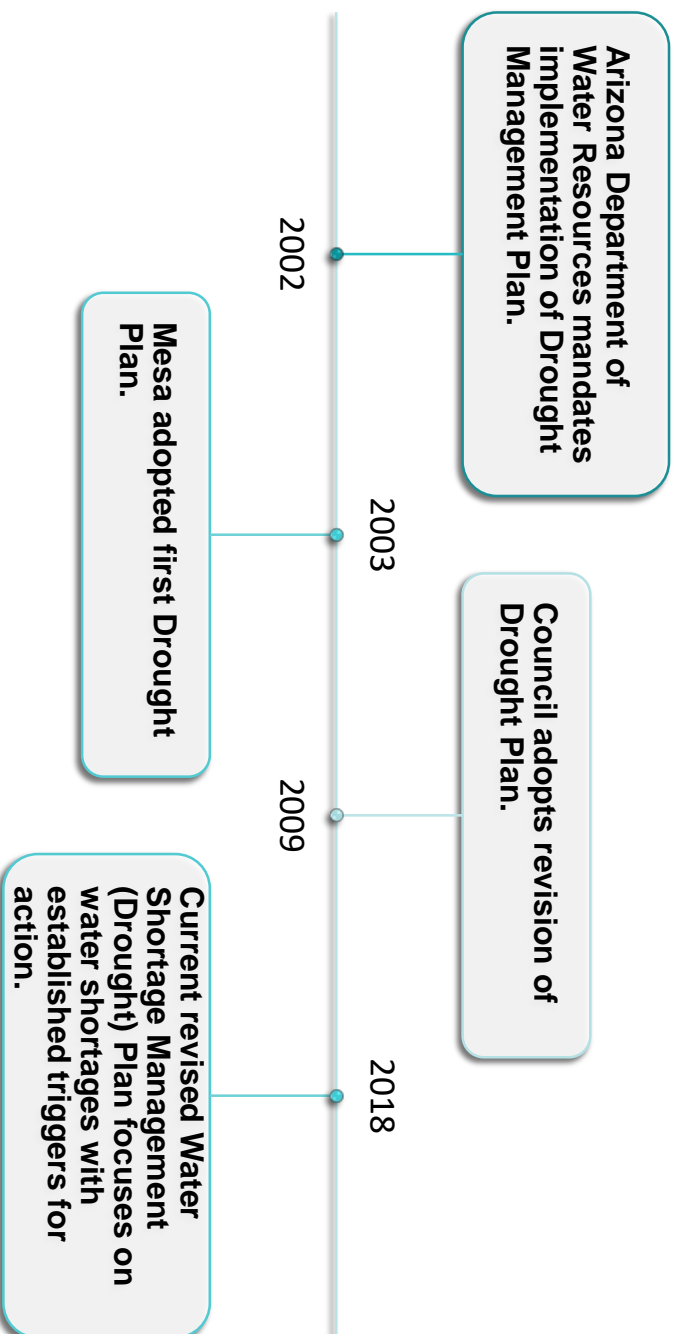 Arizona Department of
Water Resources mandates
implementation of Drought
Management Plan.
2002
2003
Mesa adopted first Drought
Plan.
Council adopts revision of
Drought Plan.
2009
2018
Current revised Water
Shortage Management
(Drought) Plan focuses on
water shortages with
established triggers for
action.